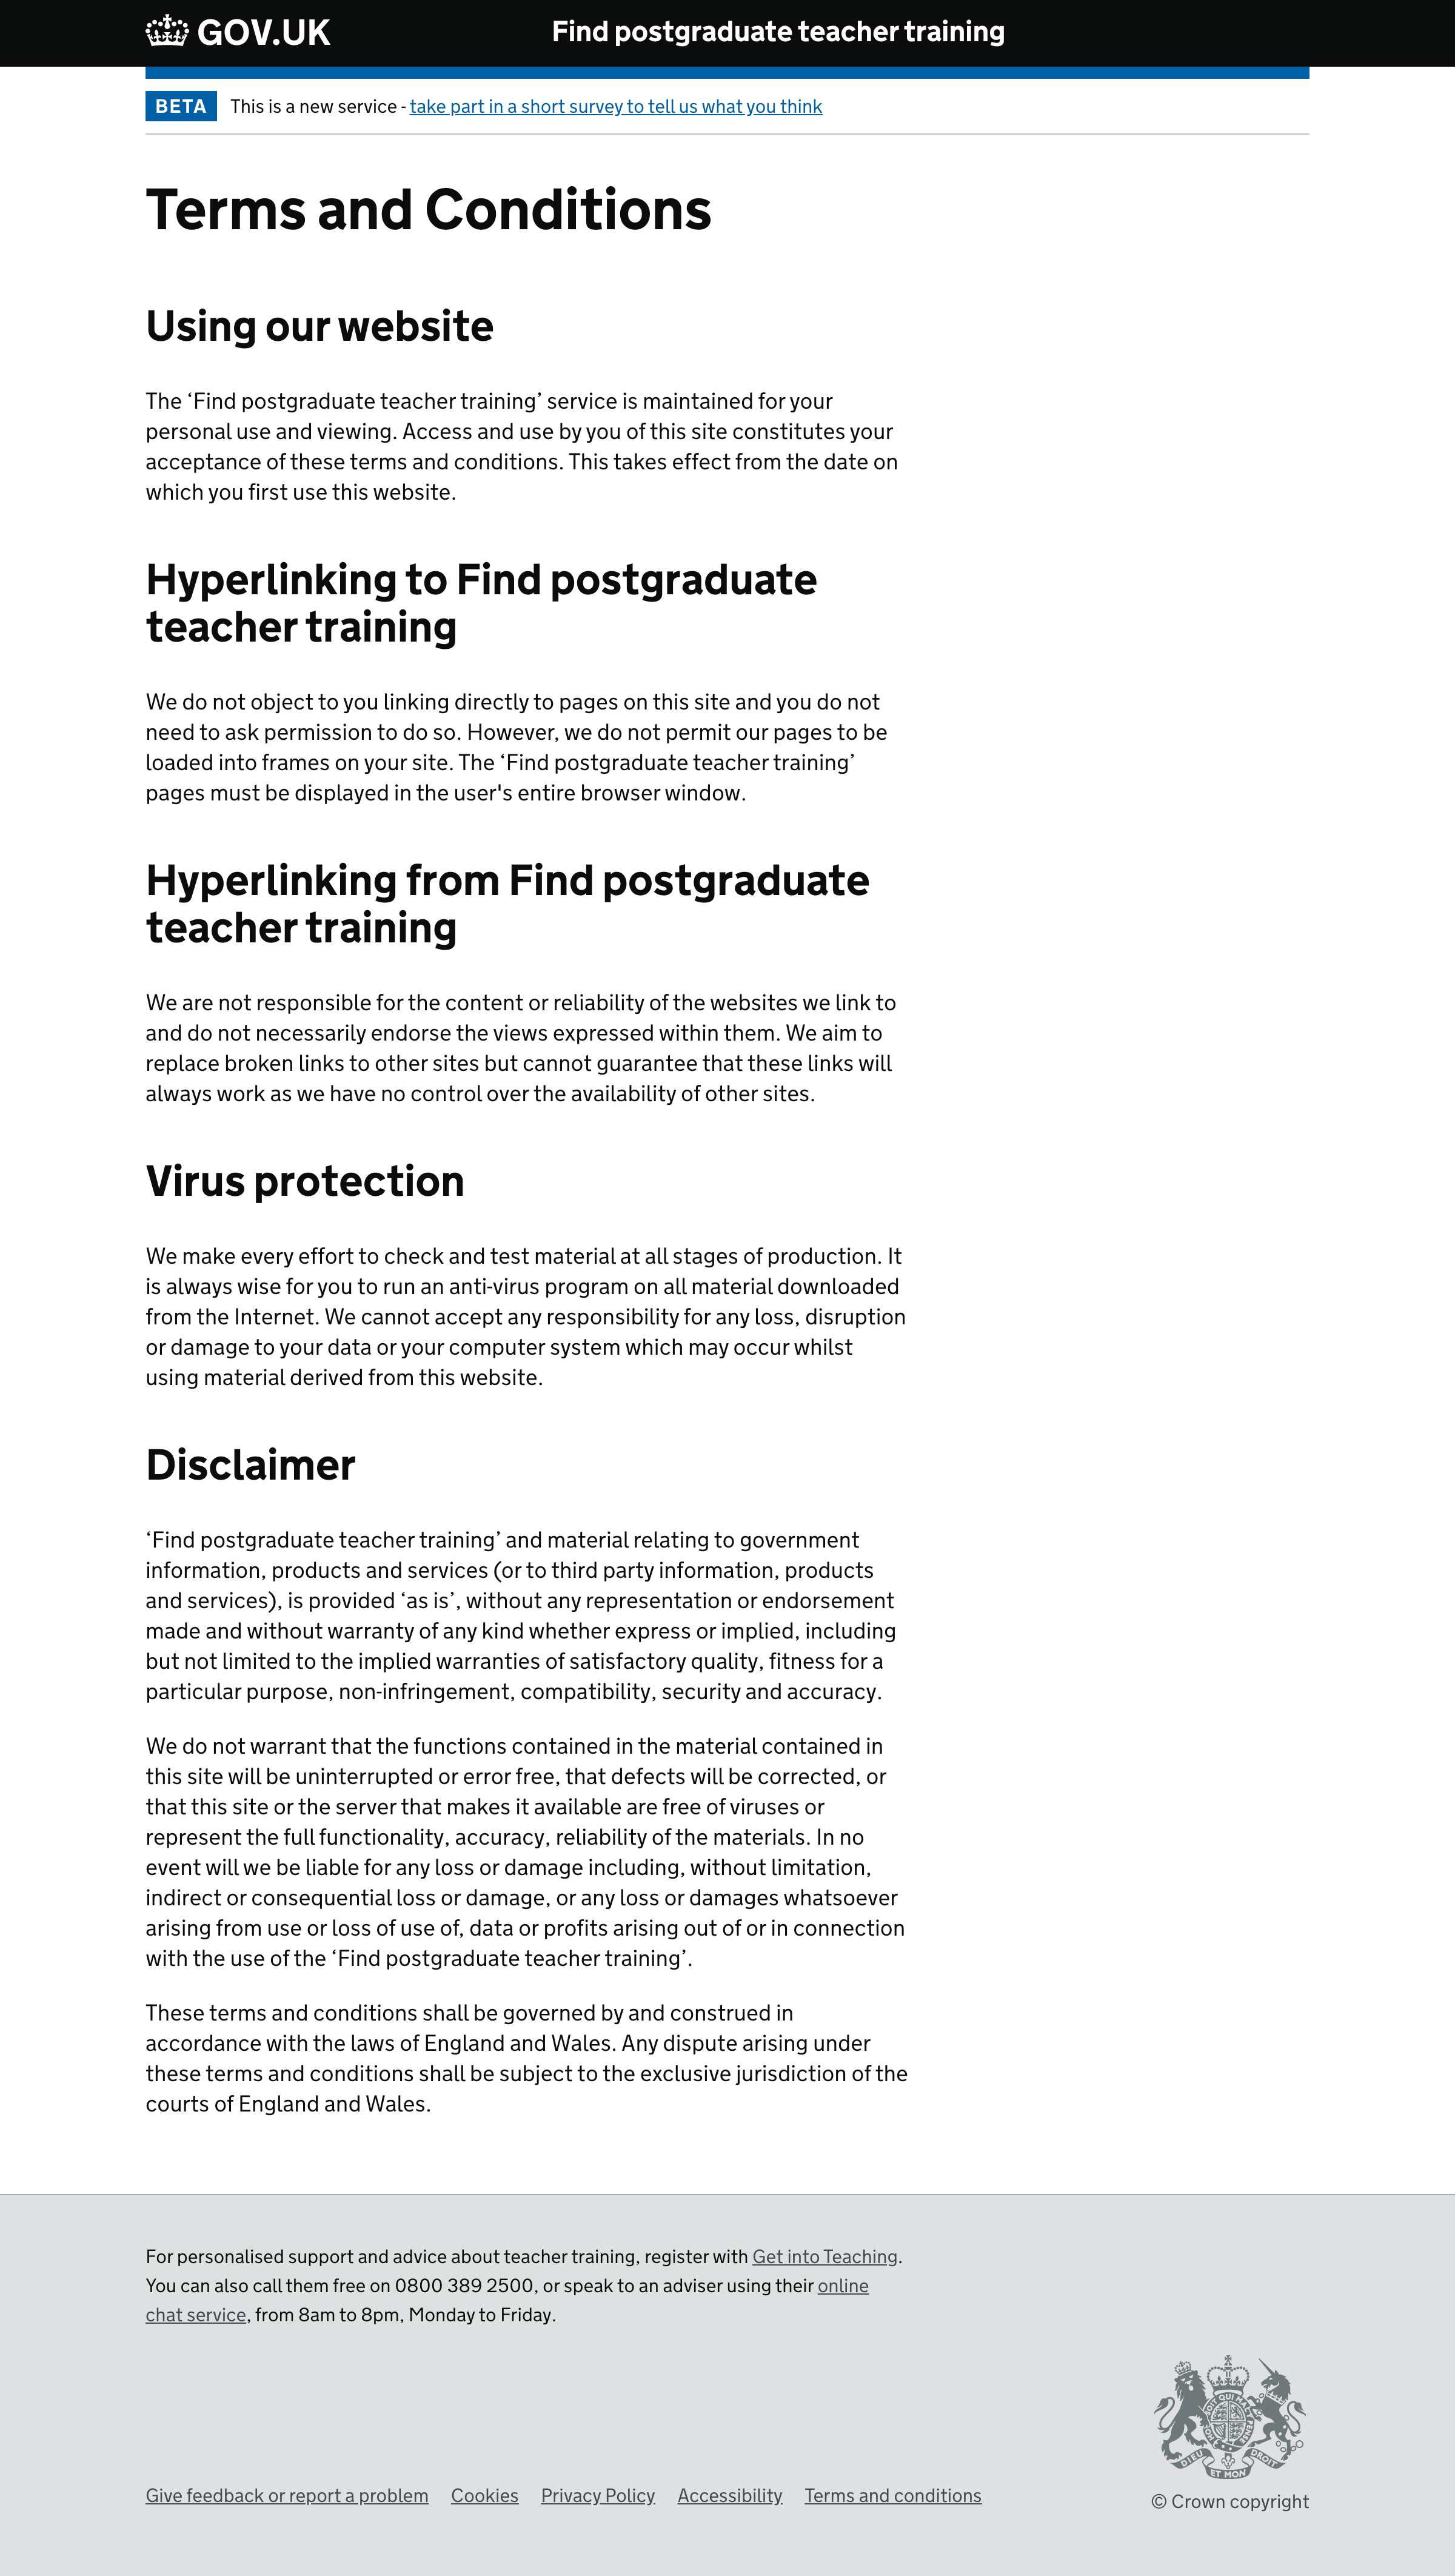 GOV.UK
Find postgraduate teacher training
BETA This is a new service - take part in a short survey to tell us what you think
Terms and Conditions
Using our website
The ‘Find postgraduate teacher training’ service is maintained for your
personal use and viewing. Access and use by you of this site constitutes your
acceptance of these terms and conditions. This takes effect from the date on
which you first use this website.
Hyperlinking to Find postgraduate
teacher training
We do not object to you linking directly to pages on this site and you do not
need to ask permission to do so. However, we do not permit our pages to be
loaded into frames on your site. The ‘Find postgraduate teacher training’
pages must be displayed in the user's entire browser window.
Hyperlinking from Find postgraduate
teacher training
We are not responsible for the content or reliability of the websites we link to
and do not necessarily endorse the views expressed within them. We aim to
replace broken links to other sites but cannot guarantee that these links will
always work as we have no control over the availability of other sites.
Virus protection
We make every effort to check and test material at all stages of production. It
is always wise for you to run an anti-virus program on all material downloaded
from the Internet. We cannot accept any responsibility for any loss, disruption
or damage to your data or your computer system which may occur whilst
using material derived from this website.
Disclaimer
‘Find postgraduate teacher training’ and material relating to government
information, products and services (or to third party information, products
and services), is provided ‘as is’, without any representation or endorsement
made and without warranty of any kind whether express or implied, including
but not limited to the implied warranties of satisfactory quality, fitness for a
particular purpose, non-infringement, compatibility, security and accuracy.
We do not warrant that the functions contained in the material contained in
this site will be uninterrupted or error free, that defects will be corrected, or
that this site or the server that makes it available are free of viruses or
represent the full functionality, accuracy, reliability of the materials. In no
event will we be liable for any loss or damage including, without limitation,
indirect or consequential loss or damage, or any loss or damages whatsoever
arising from use or loss of use of, data or profits arising out of or in connection
with the use of the ‘Find postgraduate teacher training’.
These terms and conditions shall be governed by and construed in
accordance with the laws of England and Wales. Any dispute arising under
these terms and conditions shall be subject to the exclusive jurisdiction of the
courts of England and Wales.
For personalised support and advice about teacher training, register with Get into Teaching.
You can also call them free on 0800 389 2500, or speak to an adviser using their online
chat service, from 8am to 8pm, Monday to Friday.
DIEU ET MON DROIT
Give feedback or report a problem Cookies Privacy Policy Accessibility Terms and conditions
© Crown copyright